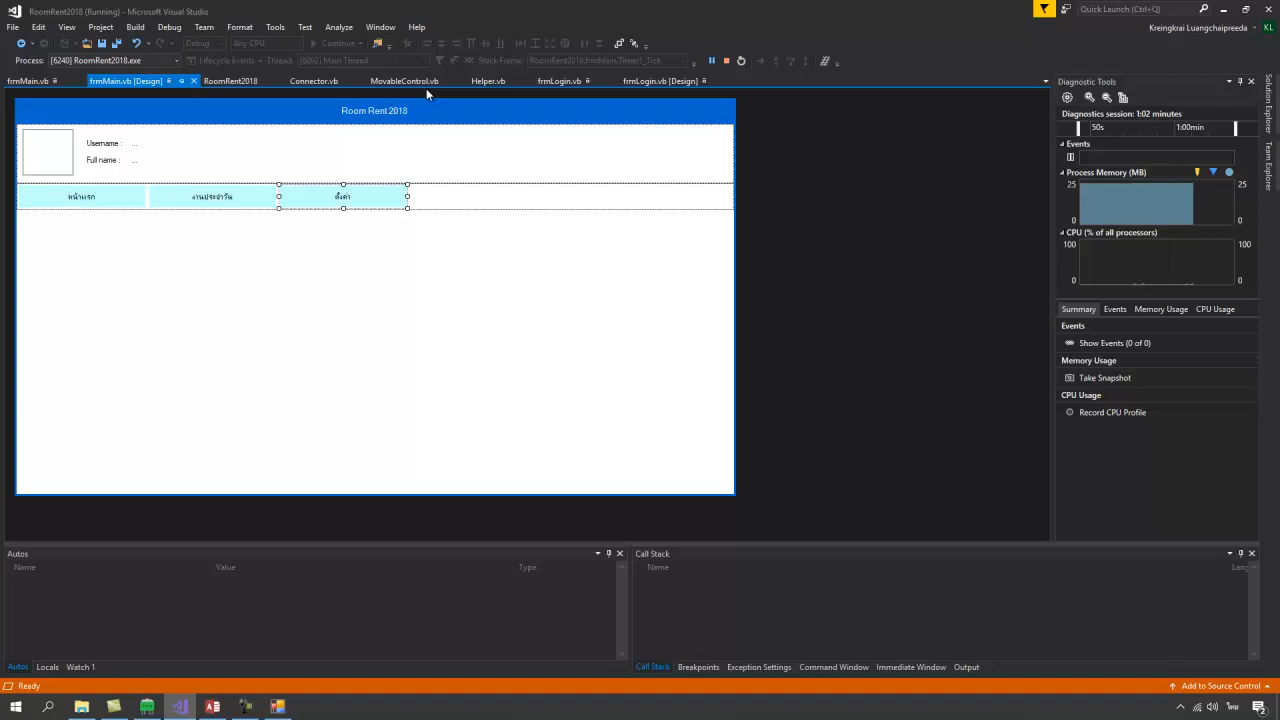 RoomRent2018 (Running) - Microsoft Visual Studio
Quick Launch (Ctrl+Q)
File Edit View Project Build Debug Team Format Tools Test Analyze Window Help
Kreingkrai Luangchaipreeda KL
Debug Any CPU Continue
Process: [6240] RoomRent2018.exe Lifecycle Events Thread: [6092] Main Thread Stack Frame: RoomRent2018.frmMain.Timer1_Tick
frmMain.vb frmMain.vb [Design] RoomRent2018 Connector.vb MovableControl.vb Helper.vb frmLogin.vb frmLogin.vb [Design]
Room Rent 2018
Username : ...
Full name : ...
หน้าแรก งานประจำวัน ตั้งค่า
Diagnostic Tools
Diagnostics session: 1:02 minutes
50s 1:00min
Events
Process Memory (MB)
25 25
0 0
CPU (% of all processors)
100 100
0 0
Summary Events Memory Usage CPU Usage
Events
Show Events (0 of 0)
Memory Usage
Take Snapshot
CPU Usage
Record CPU Profile
Solution Explorer
Team Explorer
Autos
Name Value Type
Call Stack
Name Lang
Autos Locals Watch 1
Call Stack Breakpoints Exception Settings Command Window Immediate Window Output
Ready
Add to Source Control
ไทย